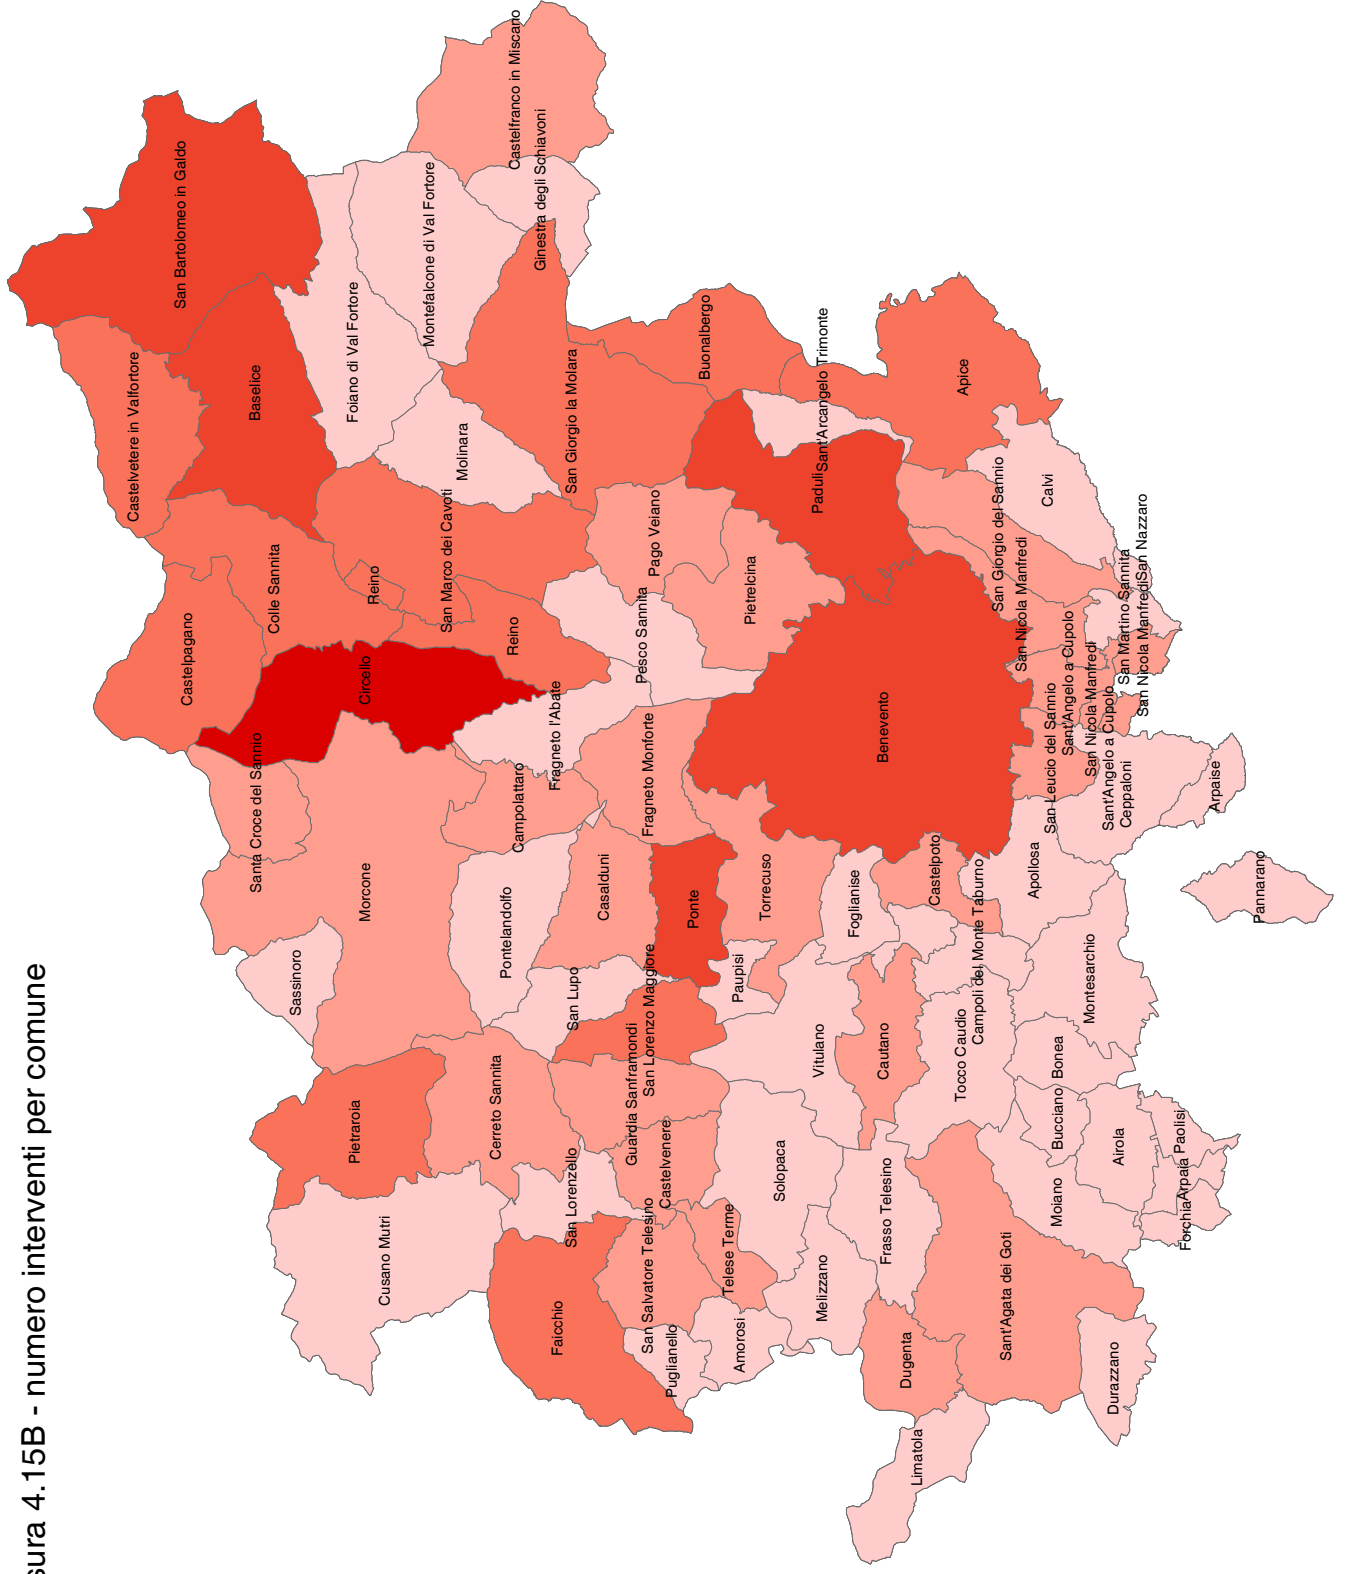 sura 4.15B - numero interventi per comune
Castelfranco in Miscano
San Bartolomeo in Galdo
Ginestra degli Schiavoni
Montefalcone di Val Fortore
Foiano di Val Fortore
Buonalbergo
Sant'Arcangelo Trimonte
Castelvetere in Valfortore
Baselice
Apice
San Giorgio la Molara
Molinara
Calvi
Paduli
San Giorgio del Sannio
San Marco dei Cavoti
Pago Veiano
San Nazzaro
Colle Sannita
Reino
Pietrelcina
San Nicola Manfredi
San Martino Sannita
San Nicola Manfredi
Castelpagano
Reino
Pesco Sannita
Sant'Angelo a Cupolo
Circello
San Nicola Manfredi
Fragneto l'Abate
Benevento
San Leucio del Sannio
Sant'Angelo a Cupolo
Ceppaloni
Arpaise
Santa Croce del Sannio
Campolattaro
Fragneto Monforte
Morcone
Pontelandolfo
Casalduni
Ponte
Torrecuso
Foglianise
Castelpoto
Apollosa
Pannarano
Sassinoro
San Lupo
San Lorenzo Maggiore
Paupisi
Campoli del Monte Taburno
Montesarchio
Vitulano
Cautano
Tocco Caudio
Bonea
Pietraroia
Cerreto Sannita
Guardia Sanframondi
Castelvenere
Solopaca
Bucciano
Airola
Paolisi
Cusano Mutri
San Lorenzello
San Salvatore Telesino
Telese Terme
Frasso Telesino
Moiano
Arpaia
Forchia
Faicchio
Puglianello
Amorosi
Melizzano
Dugenta
Sant'Agata dei Goti
Durazzano
Limatola